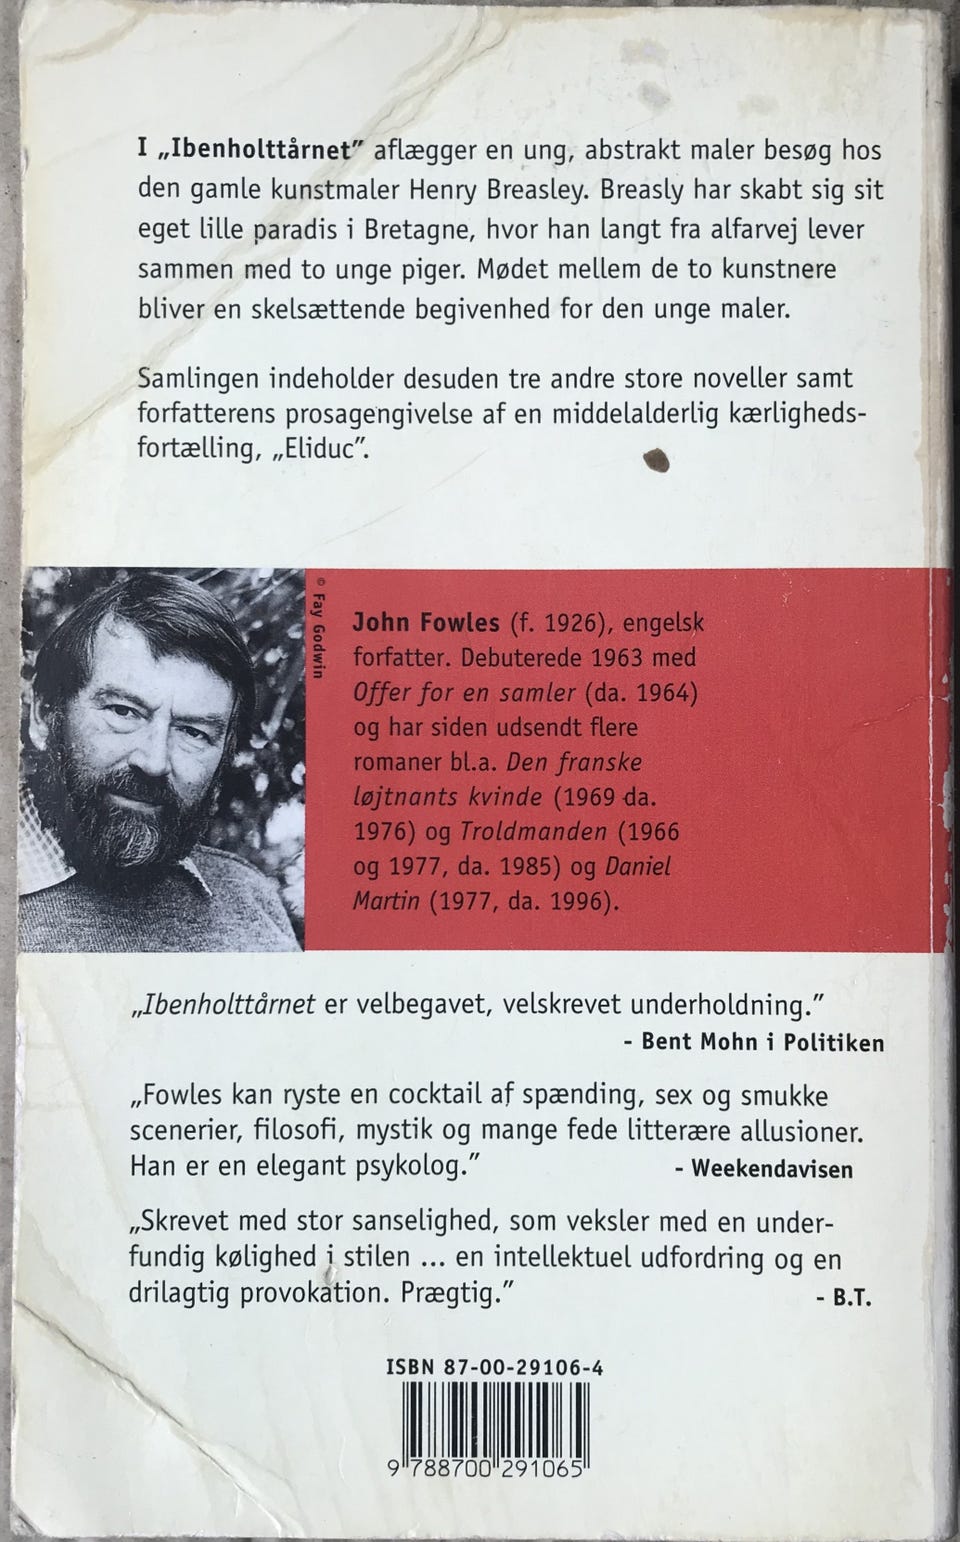 I „Ibenholttårnet" aflægger en ung, abstrakt maler besøg hos
den gamle kunstmaler Henry Breasley. Breasly har skabt sig sit
eget lille paradis i Bretagne, hvor han langt fra alfarvej lever
sammen med to unge piger. Mødet mellem de to kunstnere
bliver en skelsættende begivenhed for den unge maler.
Samlingen indeholder desuden tre andre store noveller samt
forfatterens prosagengivelse af en middelalderlig kærligheds-
fortælling, „Eliduc".
© Fay Godwin
John Fowles (f. 1926), engelsk
forfatter. Debuterede 1963 med
Offer for en samler (da. 1964)
og har siden udsendt flere
romaner bl.a. Den franske
løjtnants kvinde (1969 da.
1976) og Troldmanden (1966
og 1977, da. 1985) og Daniel
Martin (1977, da. 1996).
„Ibenholttårnet er velbegavet, velskrevet underholdning."
- Bent Mohn i Politiken
„Fowles kan ryste en cocktail af spænding, sex og smukke
scenerier, filosofi, mystik og mange fede litterære allusioner.
Han er en elegant psykolog." - Weekendavisen
„Skrevet med stor sanselighed, som veksler med en under-
fundig kølighed i stilen ... en intellektuel udfordring og en
drilagtig provokation. Prægtig." - B.T.
ISBN 87-00-29106-4
9 788700 291065